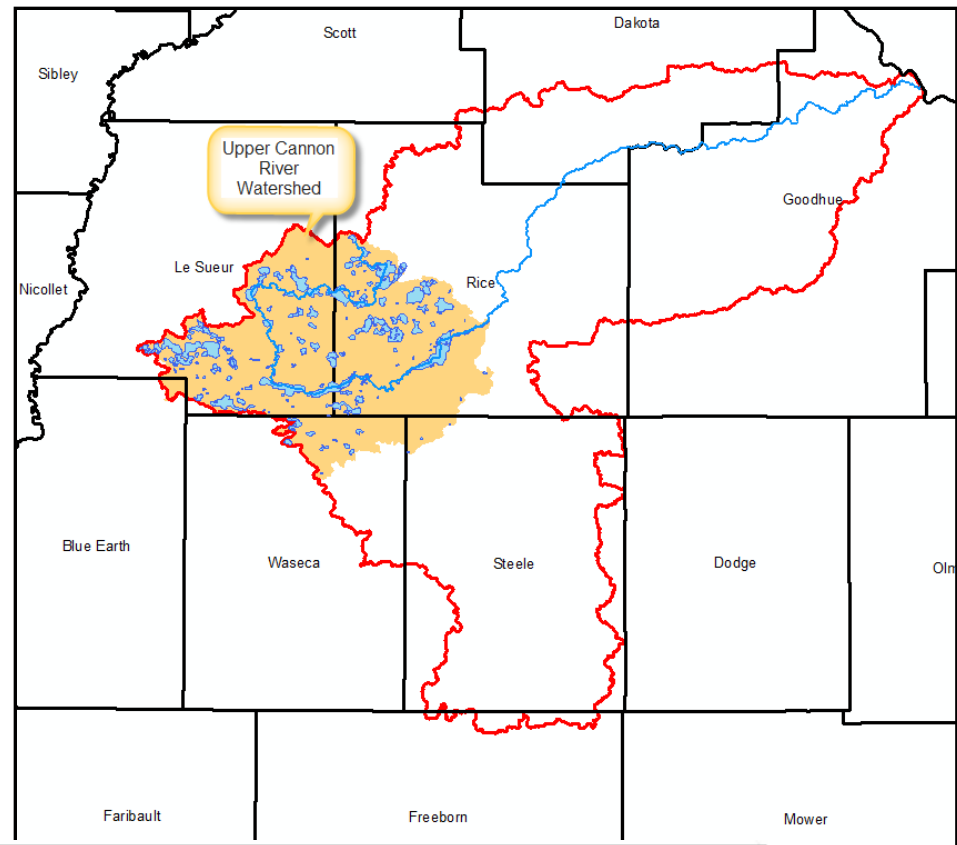 Scott
Dakota
Sibley
Upper Cannon
River
Watershed
Goodhue
Le Sueur
Rice
Nicollet
Blue Earth
Waseca
Steele
Dodge
Olm
Faribault
Freeborn
Mower